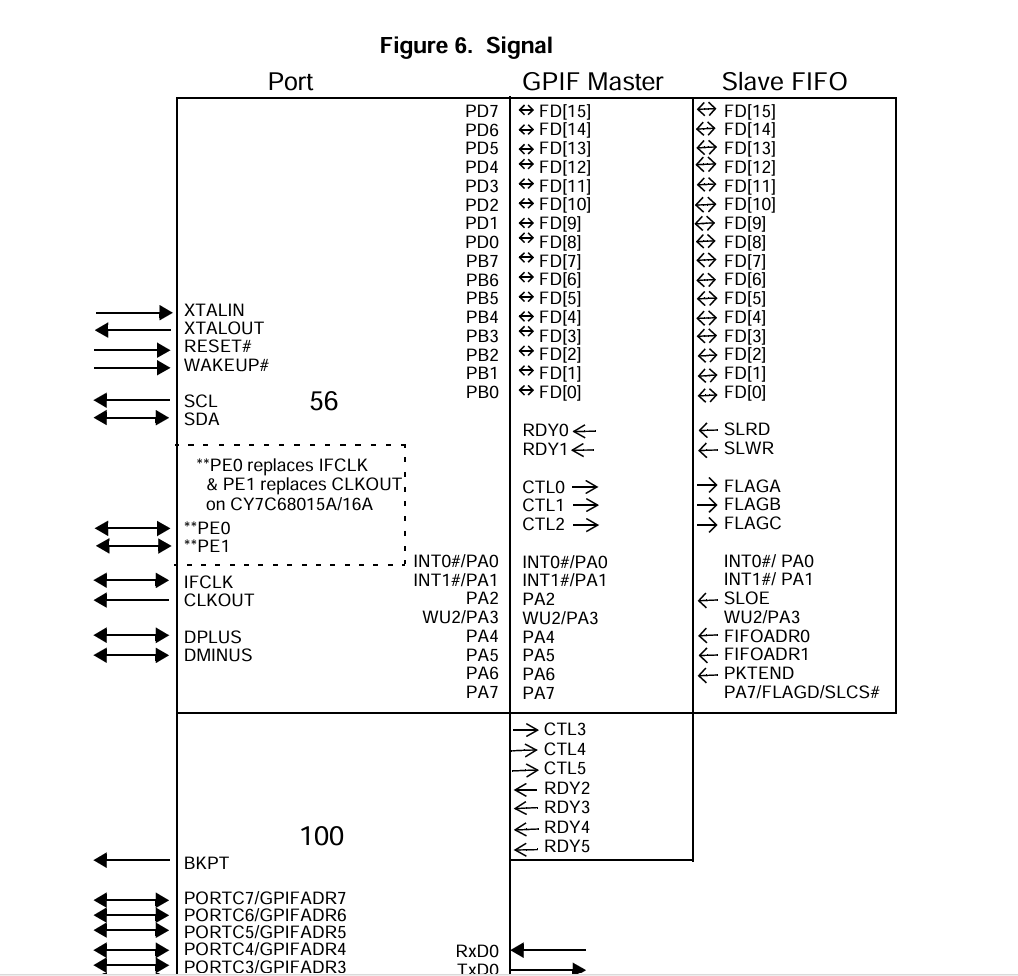 Figure 6.  Signal
Port GPIF Master Slave FIFO
PD7 FD[15] FD[15]
PD6 FD[14] FD[14]
PD5 FD[13] FD[13]
PD4 FD[12] FD[12]
PD3 FD[11] FD[11]
PD2 FD[10] FD[10]
PD1 FD[9] FD[9]
PD0 FD[8] FD[8]
PB7 FD[7] FD[7]
PB6 FD[6] FD[6]
PB5 FD[5] FD[5]
XTALIN PB4 FD[4] FD[4]
XTALOUT PB3 FD[3] FD[3]
RESET# PB2 FD[2] FD[2]
WAKEUP# PB1 FD[1] FD[1]
SCL 56 PB0 FD[0] FD[0]
SDA
RDY0 SLRD
RDY1 SLWR
**PE0 replaces IFCLK
& PE1 replaces CLKOUT CTL0 FLAGA
on CY7C68015A/16A CTL1 FLAGB
**PE0 CTL2 FLAGC
**PE1
INT0#/PA0 INT0#/PA0 INT0#/ PA0
IFCLK INT1#/PA1 INT1#/PA1 INT1#/ PA1
CLKOUT PA2 PA2 SLOE
WU2/PA3 WU2/PA3 WU2/PA3
DPLUS PA4 PA4 FIFOADR0
DMINUS PA5 PA5 FIFOADR1
PA6 PA6 PKTEND
PA7 PA7 PA7/FLAGD/SLCS#
CTL3
CTL4
CTL5
RDY2
RDY3
100 RDY4
RDY5
BKPT
PORTC7/GPIFADR7
PORTC6/GPIFADR6
PORTC5/GPIFADR5
PORTC4/GPIFADR4 RxD0
PORTC3/GPIFADR3 TxD0